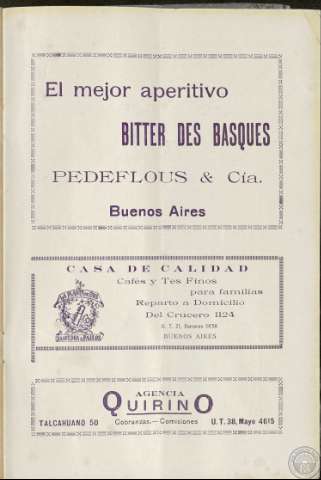 El mejor aperitivo
BITTER DES BASQUES
PEDEFLOUS & Cía.
Buenos Aires
CASA DE CALIDAD
Cafés y Tes Finos
para familias
Reparto a Domicilio
Del Crucero 1124
BUENOS AIRES
AGENCIA
QUIRINO
TALCAHUANO 50 Cobranzas.—Comisiones U.T. 38, Mayo 4615